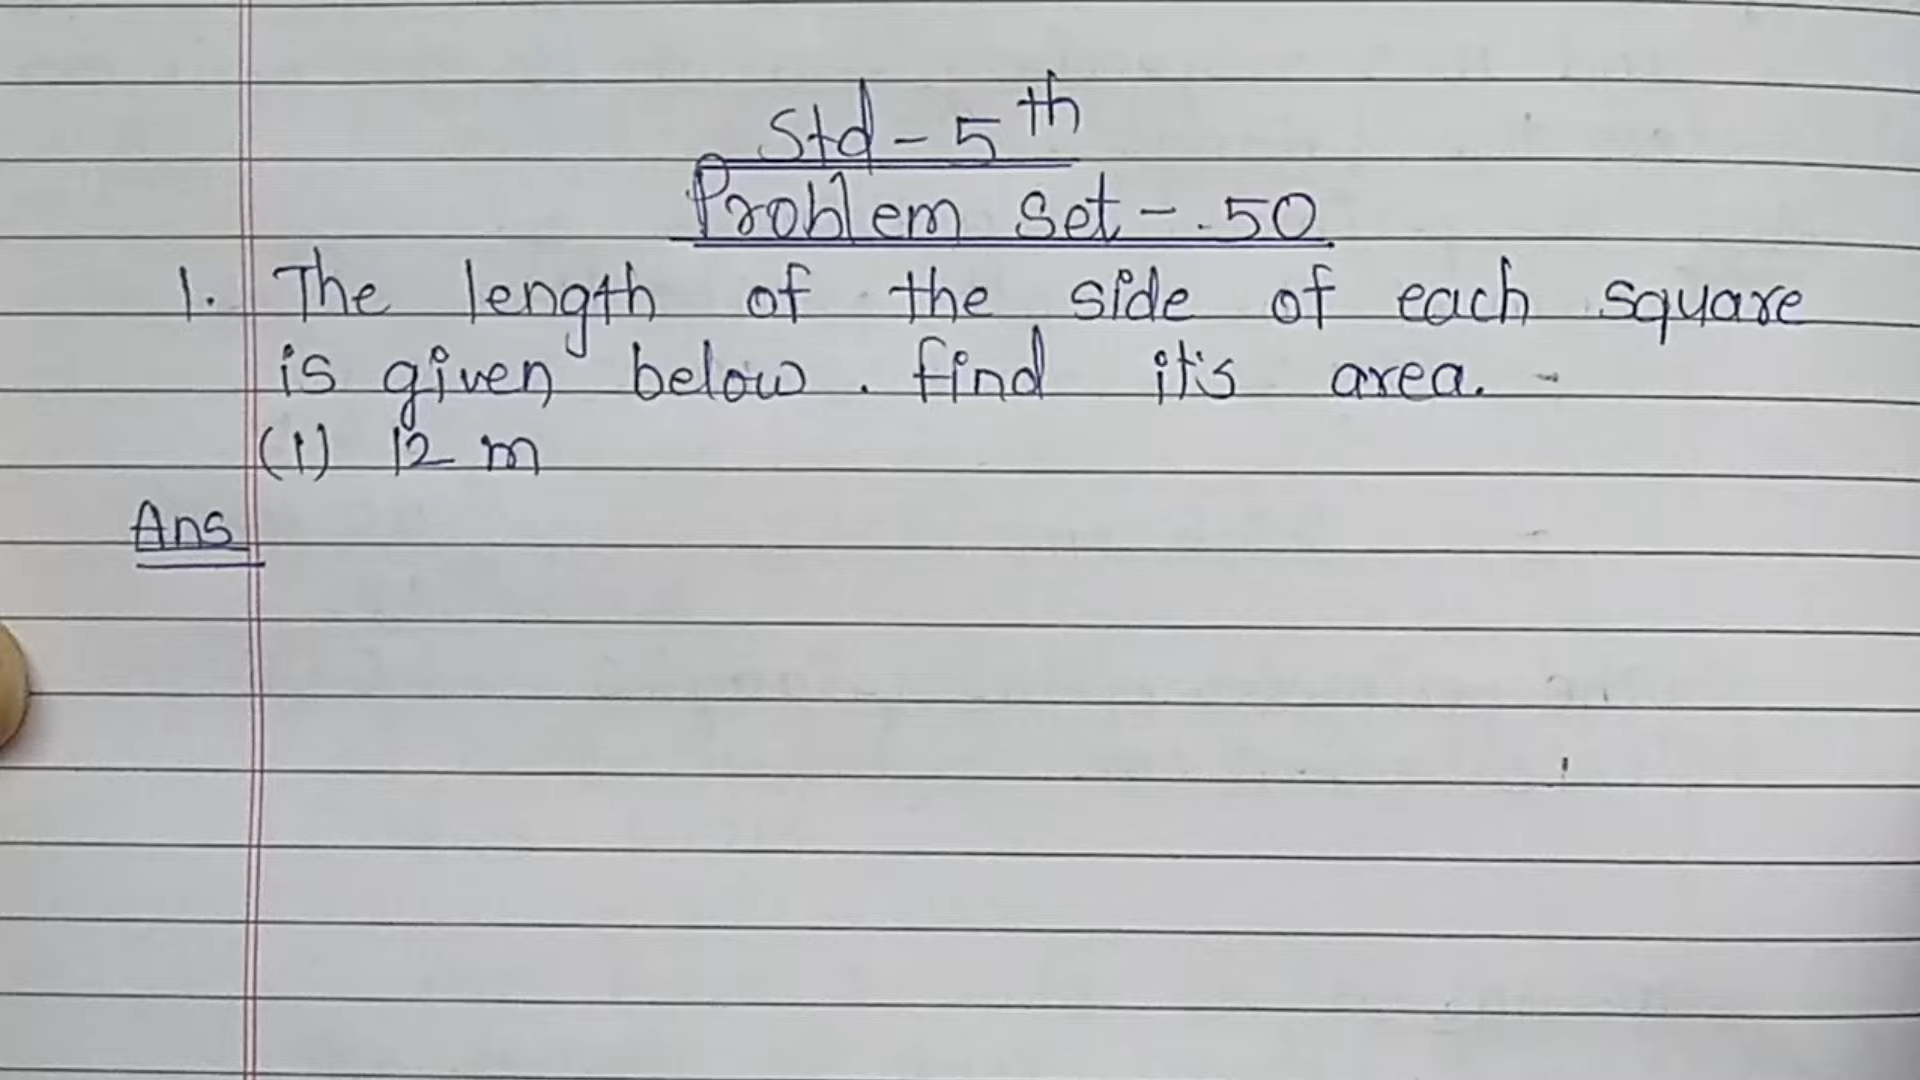 Std - 5th
Problem set - 50
1. The length of the side of each square
is given below. find it's area.
(1) 12 m
Ans